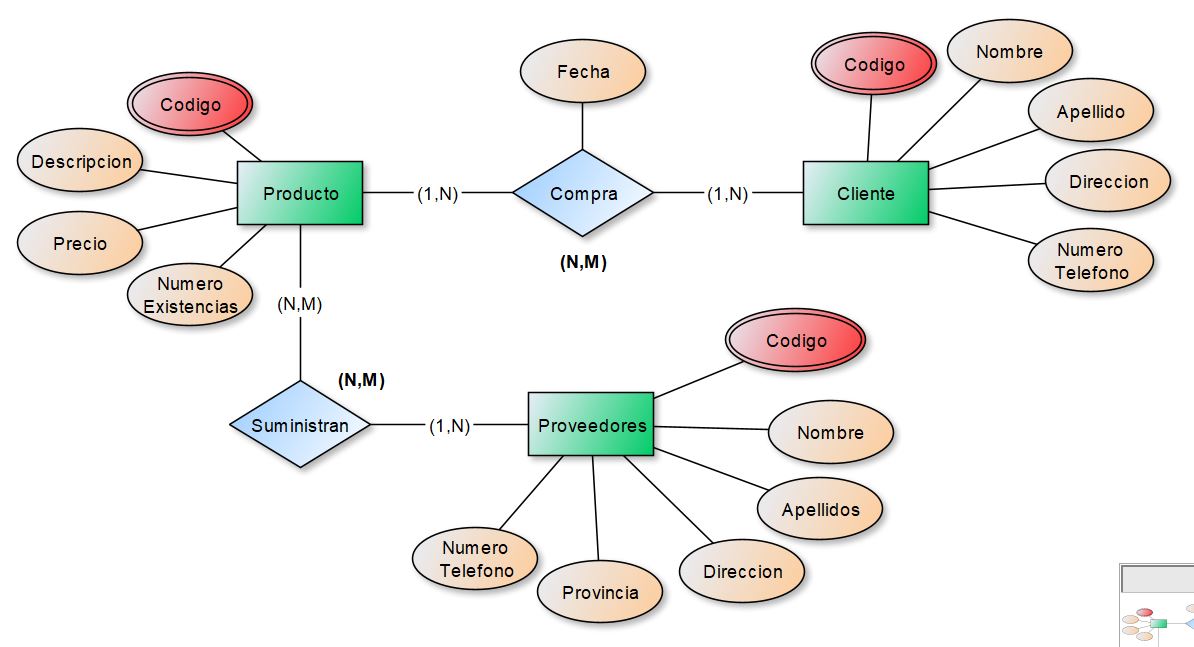 Fecha
Codigo
Nombre
Codigo
Apellido
Descripcion
Producto
(1,N)
Compra
(1,N)
Cliente
Direccion
Precio
Numero
Existencias
(N,M)
Numero
Telefono
(N,M)
Codigo
(N,M)
Suministran
(1,N)
Proveedores
Nombre
Apellidos
Numero
Telefono
Provincia
Direccion